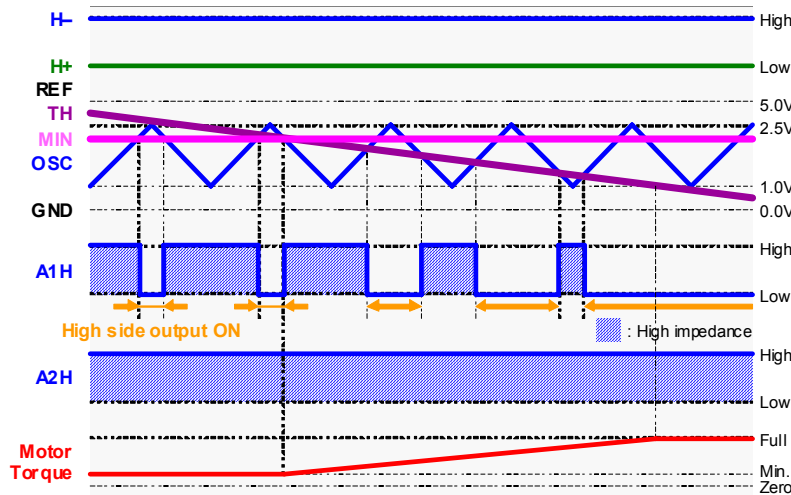 H– High
H+ Low
REF 5.0V
TH 2.5V
MIN
OSC 1.0V
GND 0.0V
A1H High
Low
High side output ON
: High impedance
A2H High
Low
Motor Torque Full
Min.
Zero